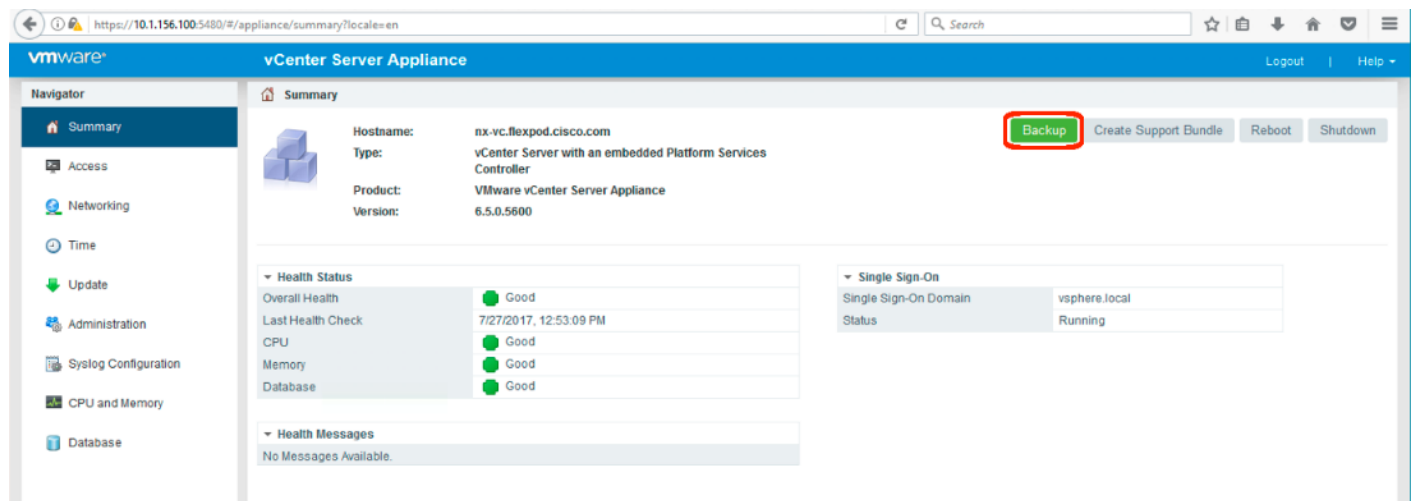 https://10.1.156.100:5480/#/appliance/summary?locale=en
Search
vmware
vCenter Server Appliance
Logout | Help
Navigator
Summary
Summary
Access
Networking
Time
Update
Administration
Syslog Configuration
CPU and Memory
Database
Hostname: nx-vc.flexpod.cisco.com
Type: vCenter Server with an embedded Platform Services
Controller
Product: VMware vCenter Server Appliance
Version: 6.5.0.5600
Backup Create Support Bundle Reboot Shutdown
Health Status
Overall Health Good
Last Health Check 7/27/2017, 12:53:09 PM
CPU Good
Memory Good
Database Good
Health Messages
No Messages Available.
Single Sign-On
Single Sign-On Domain vsphere.local
Status Running